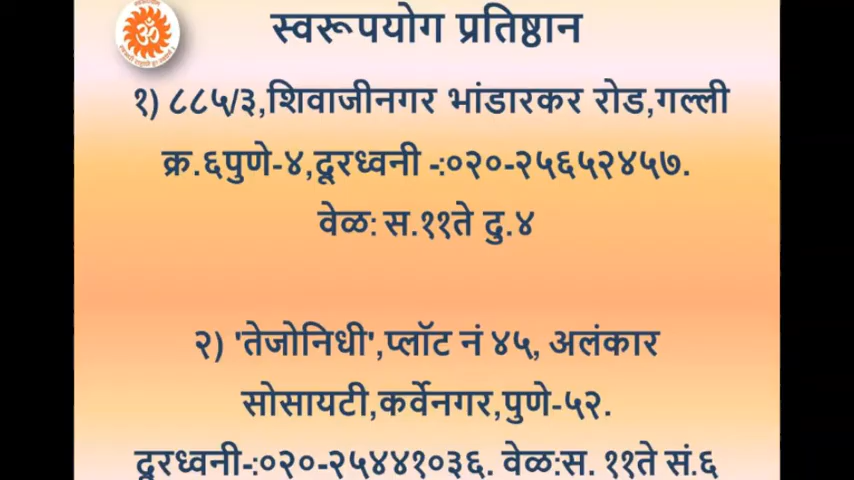 स्वरूपयोग प्रतिष्ठान
१) ८८५/३,शिवाजीनगर भांडारकर रोड,गल्ली
क्र.६पुणे-४,दूरध्वनी -:०२०-२५६५२४५७.
वेळ: स.११ते दु.४
२) 'तेजोनिधी',प्लॉट नं ४५, अलंकार
सोसायटी,कर्वेनगर,पुणे-५२.
दूरध्वनी-:०२०-२५४४१०३६. वेळ:स. ११ते सं.६